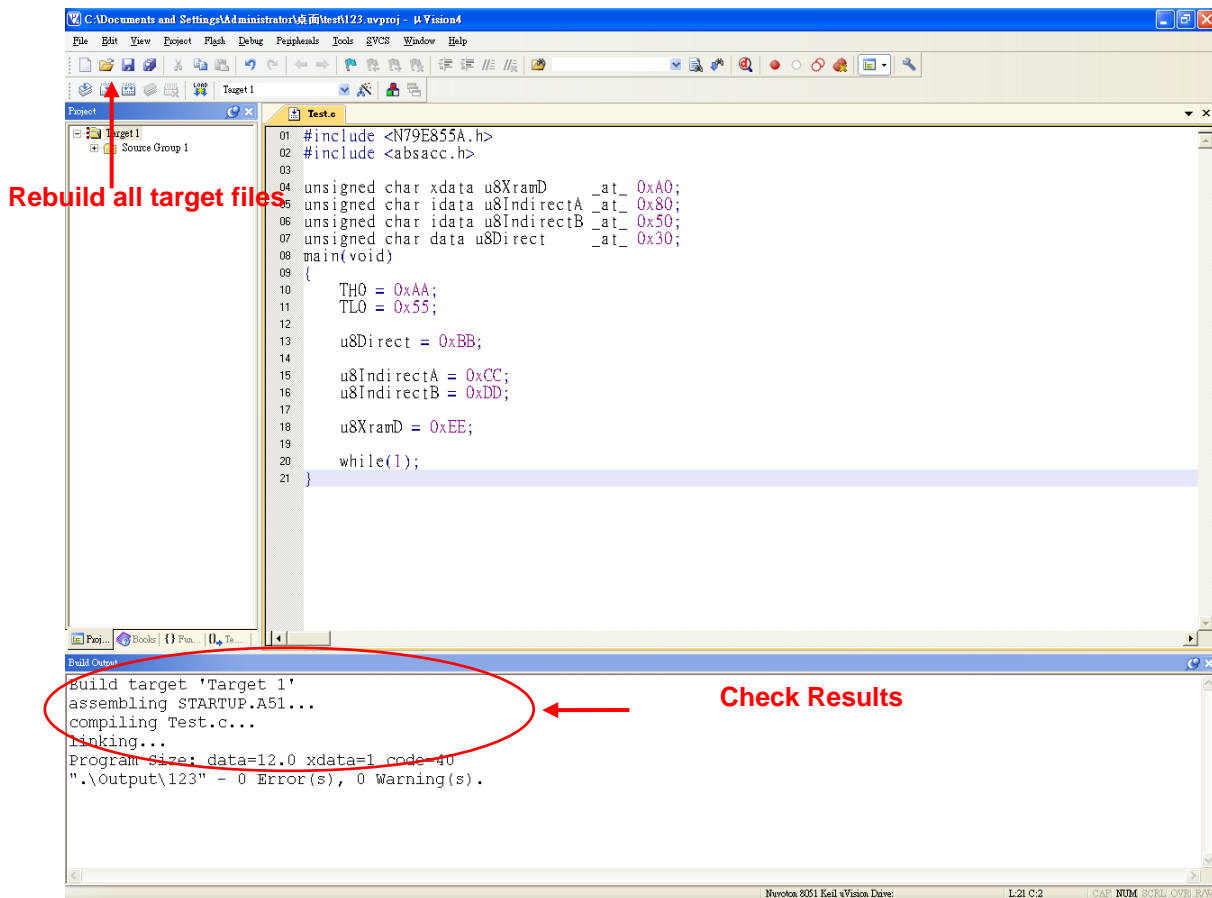 C:\Documents and Settings\Administrator\桌面\test\123.uvproj - µVision4
File Edit View Project Flash Debug Peripherals Tools SVCS Window Help
LOAD Target 1
Project
Test.c
Target 1
Source Group 1
Rebuild all target files
01 #include <N79E855A.h>
02 #include <absacc.h>
03
04 unsigned char xdata u8XramD _at_ 0xA0;
05 unsigned char idata u8IndirectA _at_ 0x80;
06 unsigned char idata u8IndirectB _at_ 0x50;
07 unsigned char data u8Direct _at_ 0x30;
08 main(void)
09 {
10 TH0 = 0xAA;
11 TL0 = 0x55;
12
13 u8Direct = 0xBB;
14
15 u8IndirectA = 0xCC;
16 u8IndirectB = 0xDD;
17
18 u8XramD = 0xEE;
19
20 while(1);
21 }
Proj... Books {} Fun... 0 Te...
Build Output
Build target 'Target 1'
assembling STARTUP.A51...
compiling Test.c...
linking...
Program Size: data=12.0 xdata=1 code=40
".\Output\123" - 0 Error(s), 0 Warning(s).
Check Results
Nuvoton 8051 Keil uVision Drive: L:21 C:2 CAP NUM SCRL OVR R/W